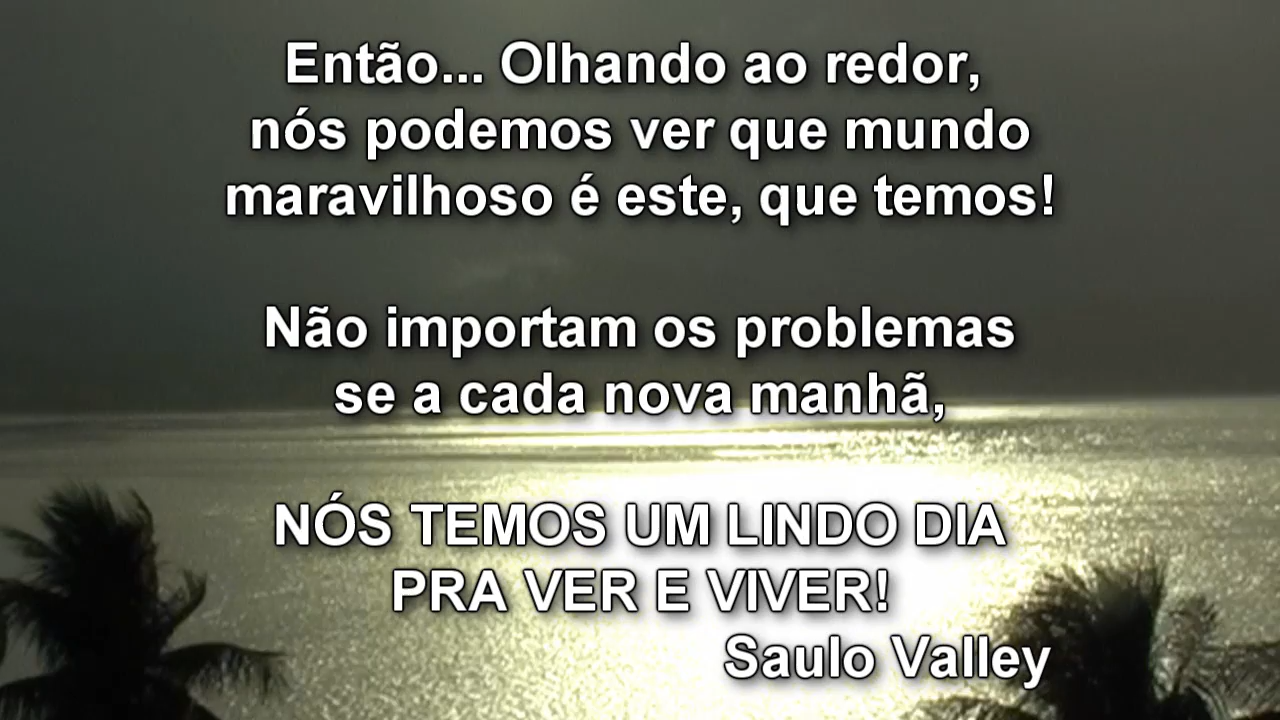 Então... Olhando ao redor,
nós podemos ver que mundo
maravilhoso é este, que temos!
Não importam os problemas
se a cada nova manhã,
NÓS TEMOS UM LINDO DIA
PRA VER E VIVER!
Saulo Valley